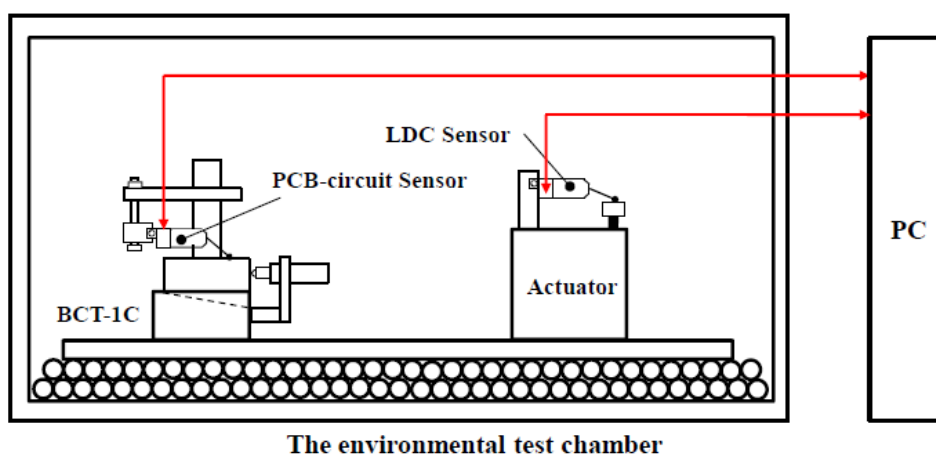 LDC Sensor
PCB-circuit Sensor
PC
Actuator
BCT-1C
The environmental test chamber